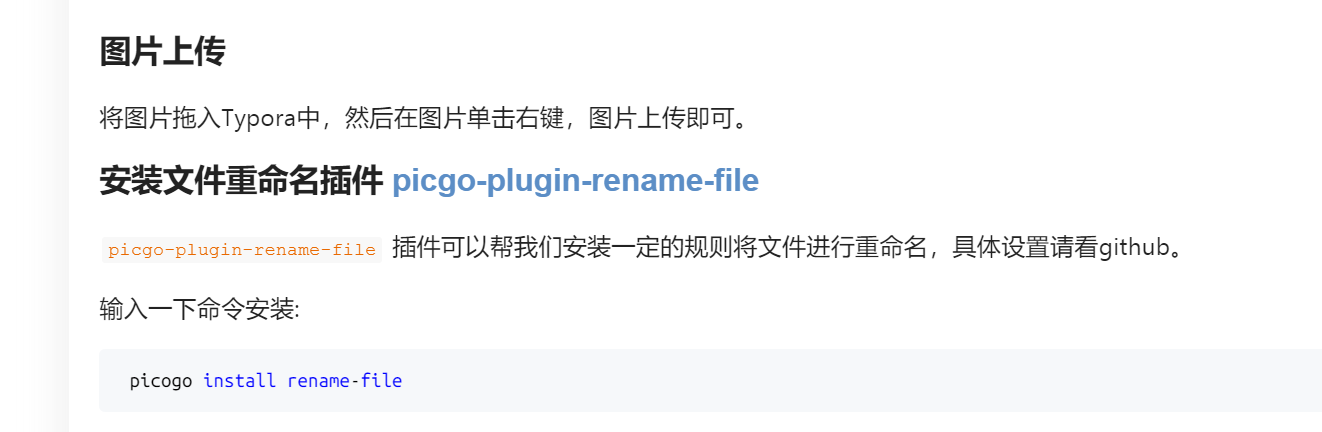 图片上传
将图片拖入Typora中，然后在图片单击右键，图片上传即可。
安装文件重命名插件 picgo-plugin-rename-file
picgo-plugin-rename-file 插件可以帮我们安装一定的规则将文件进行重命名，具体设置请看github。
输入一下命令安装:
picogo install rename-file